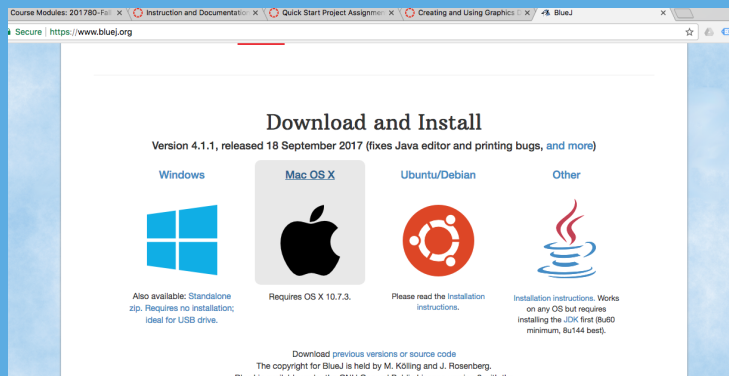 Course Modules: 201780-Fall
Instruction and Documentation
Quick Start Project Assignment
Creating and Using Graphics
BlueJ
Secure https://www.bluej.org
Download and Install
Version 4.1.1, released 18 September 2017 (fixes Java editor and printing bugs, and more)
Windows
Mac OS X
Ubuntu/Debian
Other
Also available: Standalone
zip. Requires no installation;
ideal for USB drive.
Requires OS X 10.7.3.
Please read the Installation
instructions.
Installation instructions. Works
on any OS but requires
installing the JDK first (8u60
minimum, 8u144 best).
Download previous versions or source code
The copyright for BlueJ is held by M. Kölling and J. Rosenberg.